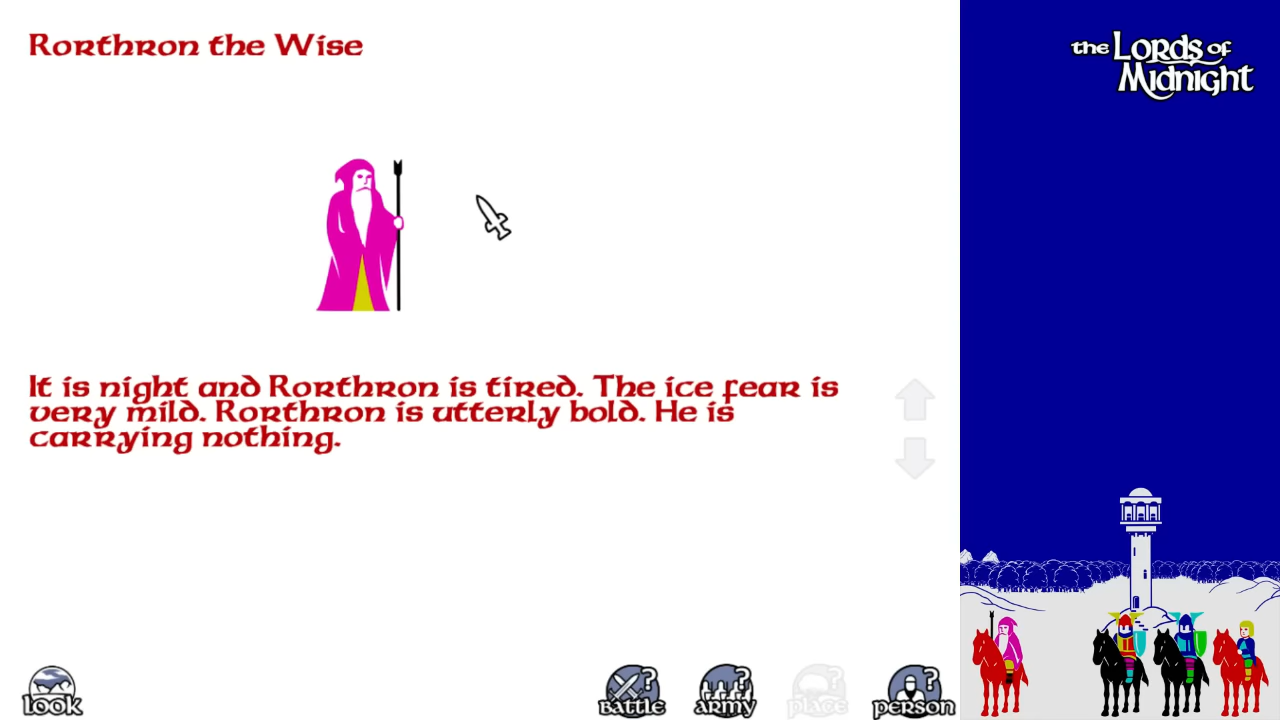 Rorthron the Wise
the Lords of
Midnight
It is night and Rorthron is tired. The ice fear is
very mild. Rorthron is utterly bold. He is
carrying nothing.
look
BATTLE ?
ARMY ?
place ?
person ?